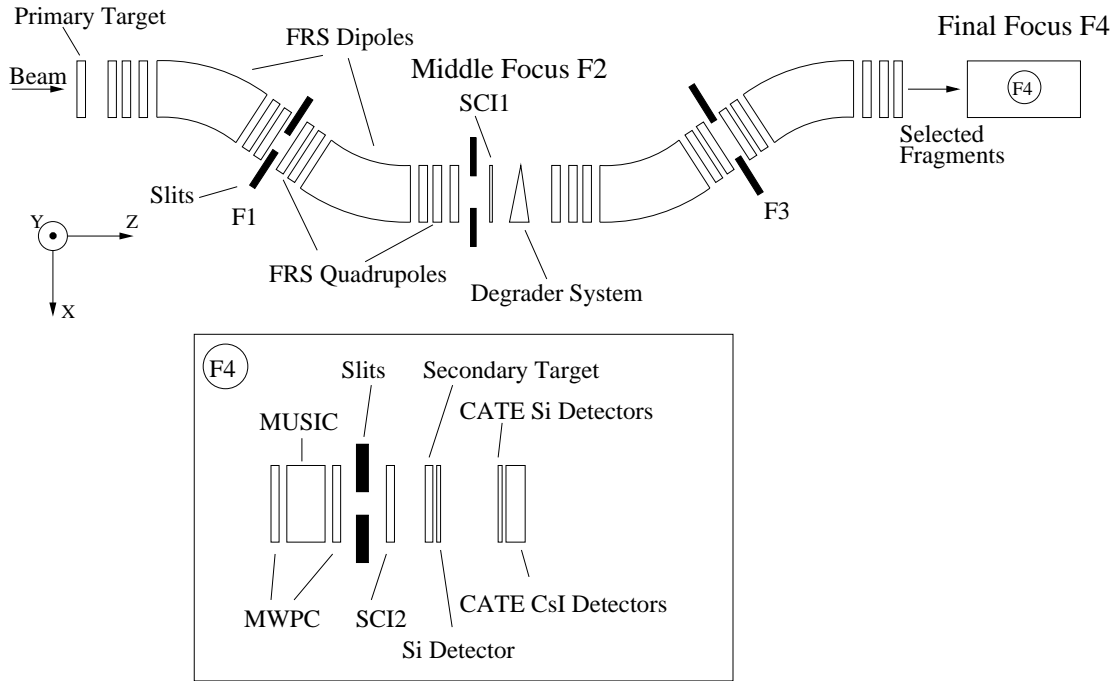 Primary Target
FRS Dipoles
Final Focus F4
Middle Focus F2
Beam
SCI1
F4
Selected
Fragments
Slits
F1
F3
Y
Z
FRS Quadrupoles
Degrader System
X
F4
Slits
Secondary Target
CATE Si Detectors
MUSIC
MWPC
SCI2
CATE CsI Detectors
Si Detector